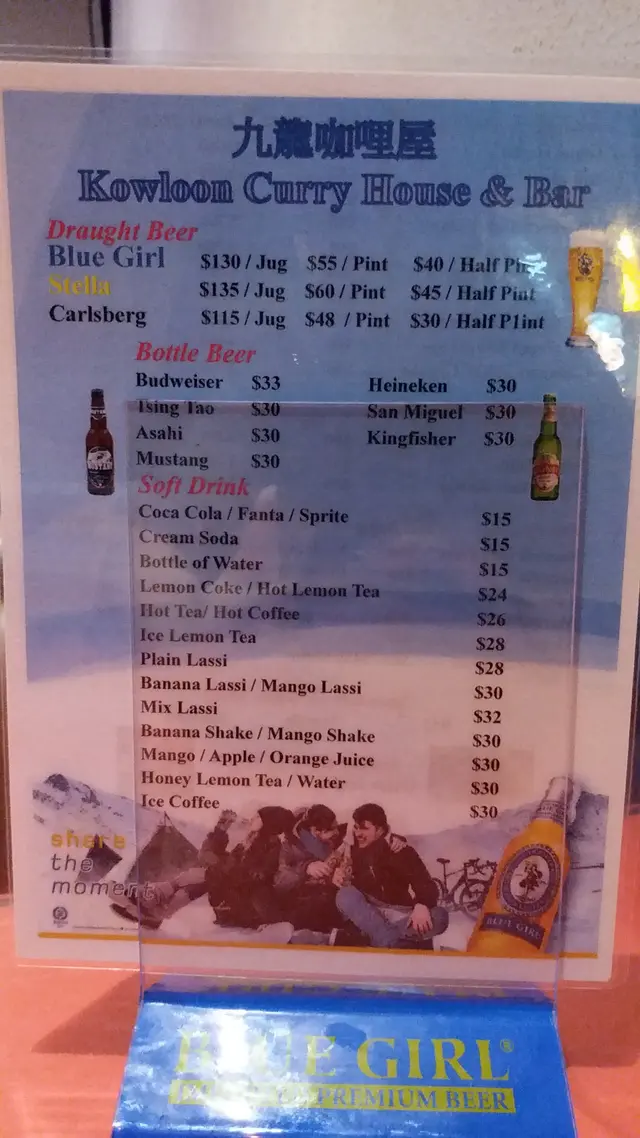 九龍咖哩屋
Kowloon Curry House & Bar
Draught Beer
Blue Girl $130 / Jug $55 / Pint $40 / Half
Stella $135 / Jug $60 / Pint $45 / Half Pint
Carlsberg $115 / Jug $48 / Pint $30 / Half P1int
Bottle Beer
Budweiser $33 Heineken $30
Tsing Tao $30 San Miguel $30
Asahi $30 Kingfisher $30
Mustang $30
Soft Drink
Coca Cola / Fanta / Sprite $15
Cream Soda $15
Bottle of Water $15
Lemon Coke / Hot Lemon Tea $24
Hot Tea/ Hot Coffee $26
Ice Lemon Tea $28
Plain Lassi $28
Banana Lassi / Mango Lassi $30
Mix Lassi $32
Banana Shake / Mango Shake $30
Mango / Apple / Orange Juice $30
Honey Lemon Tea / Water $30
Ice Coffee $30
share
the
moment
BLUE GIRL
BLUE GIRL®
PREMIUM BEER